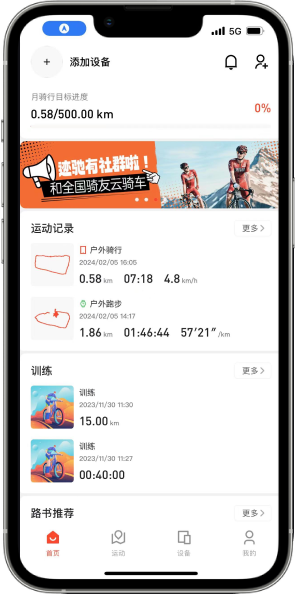 5G
+ 添加设备
月骑行目标进度
0.58/500.00 km
0%
迹驰有社群啦!
和全国骑友云骑车
运动记录
更多 >
户外骑行
2024/02/05 16:05
0.58 km 07:18 4.8 km/h
户外跑步
2024/02/05 14:17
1.86 km 01:46:44 57'21" /km
训练
更多 >
训练
2023/11/30 11:30
15.00 km
训练
2023/11/30 11:27
00:40:00
路书推荐
更多 >
首页 运动 设备 我的